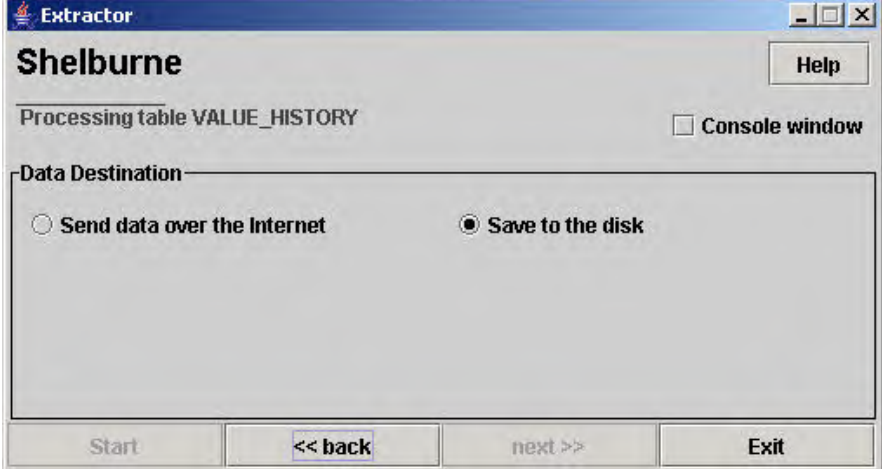 Extractor
Shelburne
Help
Processing table VALUE_HISTORY
Console window
Data Destination
Send data over the Internet
Save to the disk
Start
<< back
next >>
Exit